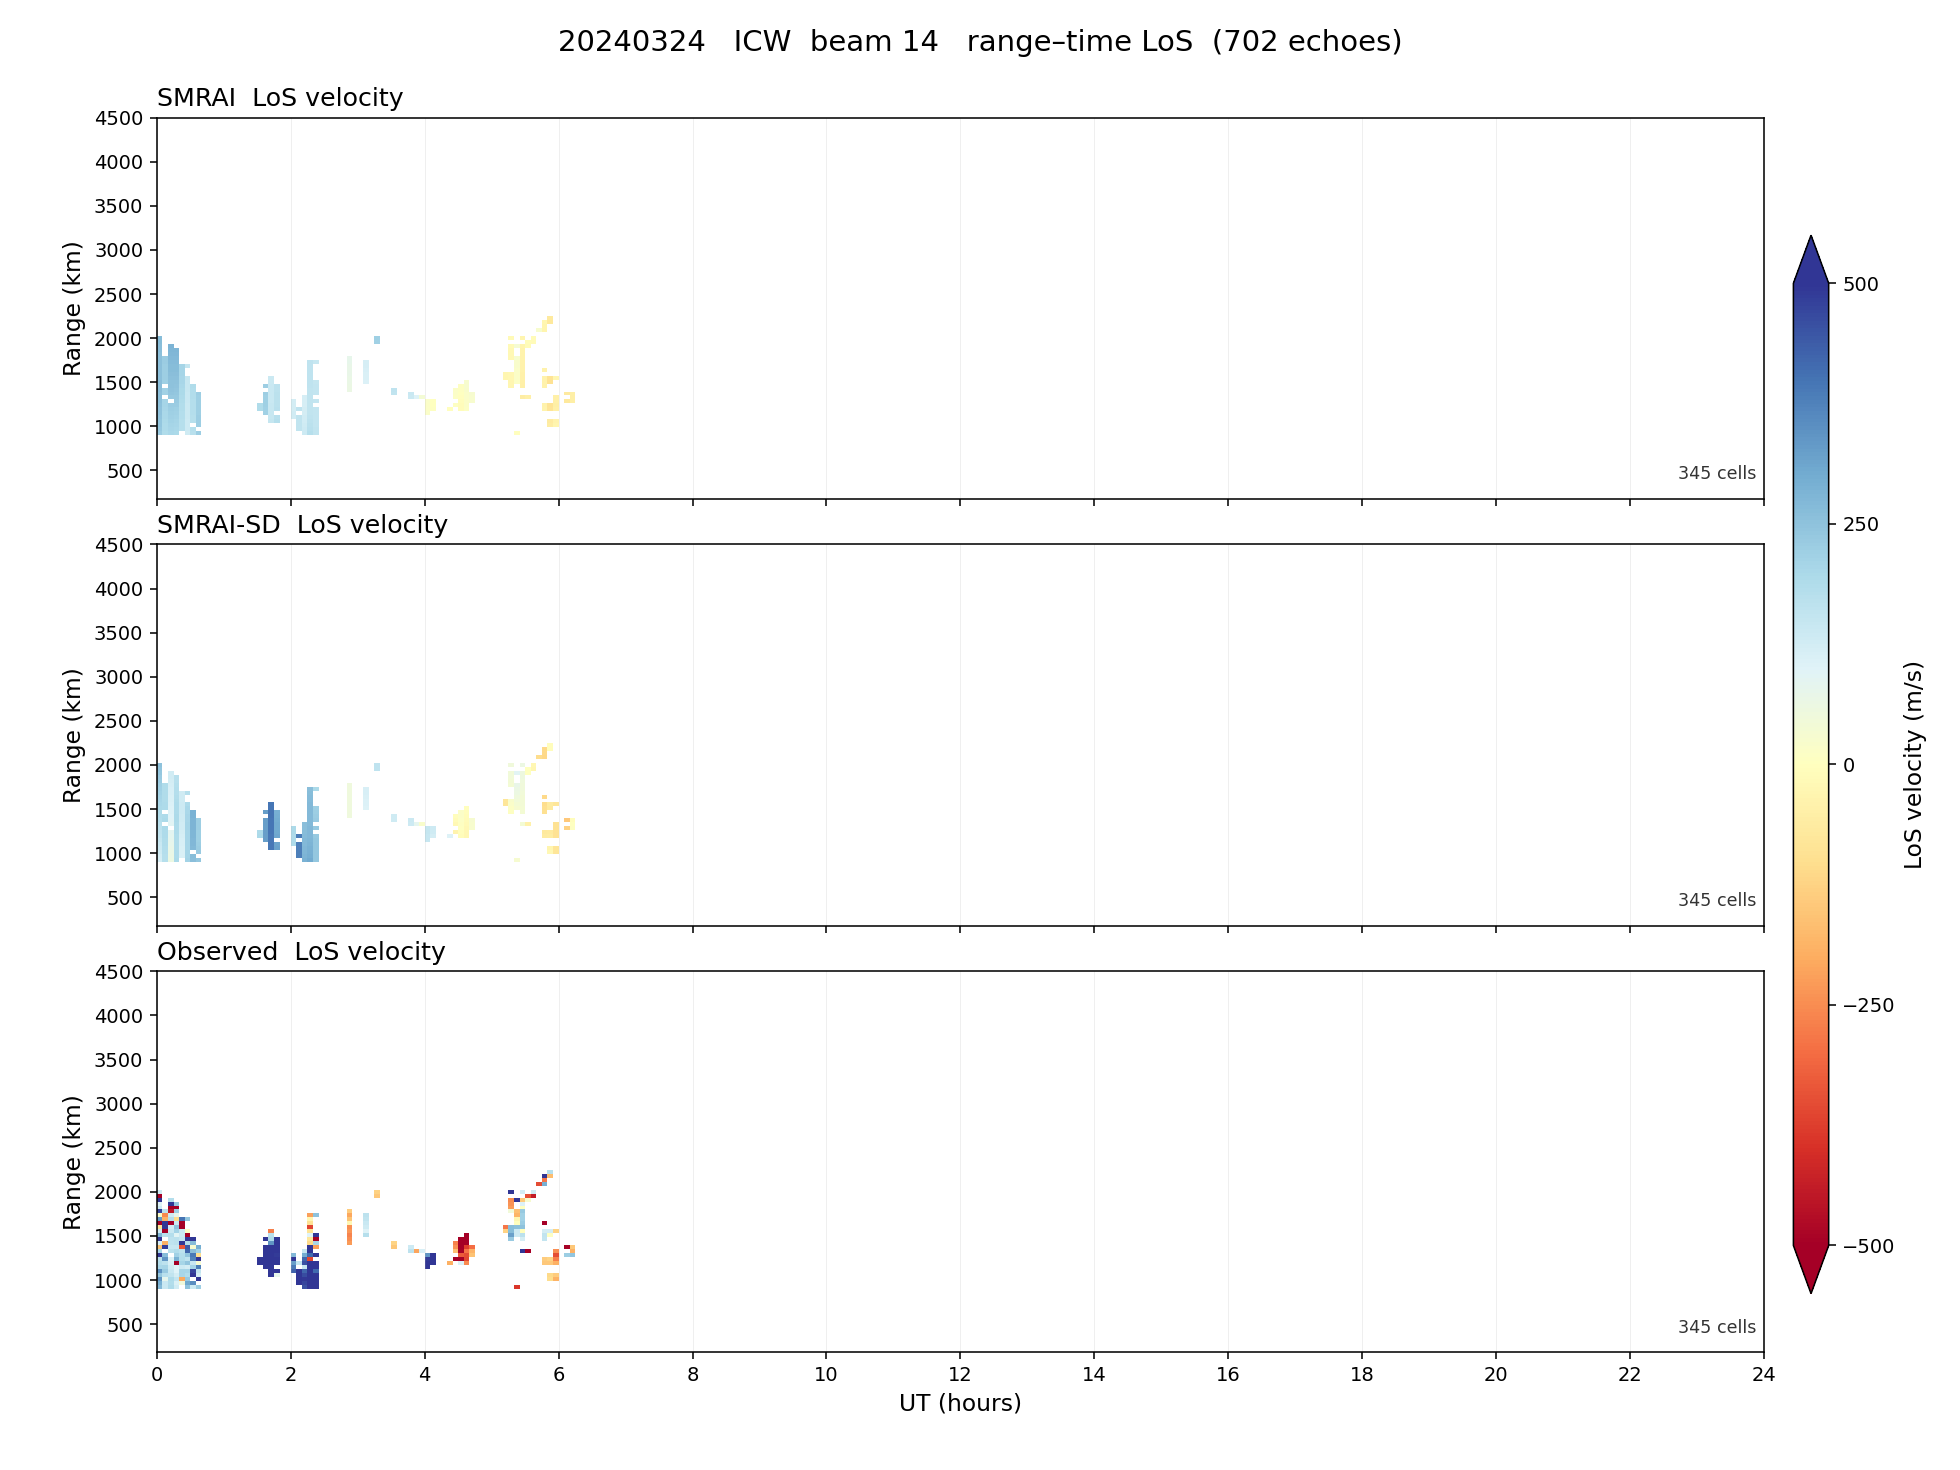 20240324   ICW  beam 14   range–time LoS  (702 echoes)
SMRAI  LoS velocity
4500
4000
3500
3000
2500
2000
1500
1000
500
Range (km)
345 cells
SMRAI-SD  LoS velocity
4500
4000
3500
3000
2500
2000
1500
1000
500
Range (km)
345 cells
Observed  LoS velocity
4500
4000
3500
3000
2500
2000
1500
1000
500
Range (km)
345 cells
0 2 4 6 8 10 12 14 16 18 20 22 24
UT (hours)
500
250
0
−250
−500
LoS velocity (m/s)